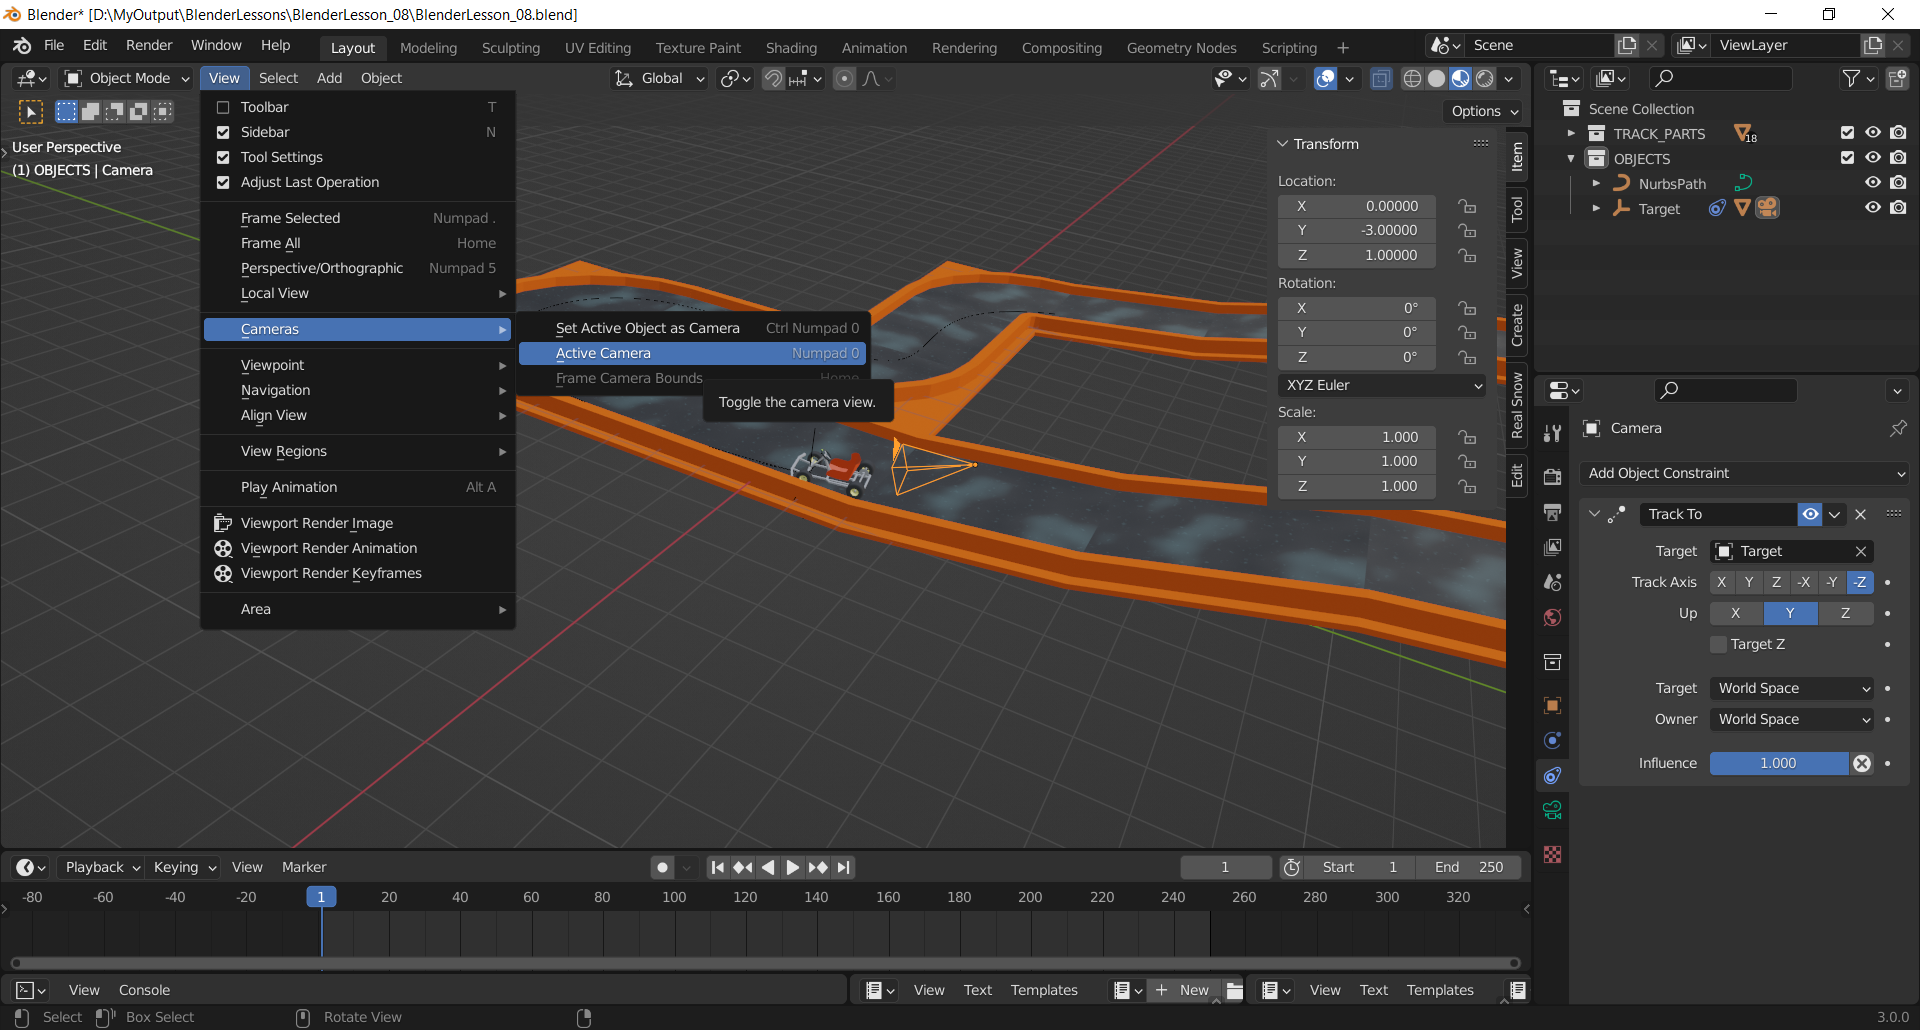 Blender* [D:\MyOutput\BlenderLessons\BlenderLesson_08\BlenderLesson_08.blend]
File Edit Render Window Help Layout Modeling Sculpting UV Editing Texture Paint Shading Animation Rendering Compositing Geometry Nodes Scripting + Scene ViewLayer
Object Mode View Select Add Object Global
Options
User Perspective
(1) OBJECTS | Camera
Toolbar T
Sidebar N
Tool Settings
Adjust Last Operation
Frame Selected Numpad .
Frame All Home
Perspective/Orthographic Numpad 5
Local View
Cameras
Viewpoint
Navigation
Align View
View Regions
Play Animation Alt A
Viewport Render Image
Viewport Render Animation
Viewport Render Keyframes
Area
Set Active Object as Camera Ctrl Numpad 0
Active Camera Numpad 0
Frame Camera Bounds Home
Toggle the camera view.
Transform
Location:
X 0.00000
Y -3.00000
Z 1.00000
Rotation:
X 0°
Y 0°
Z 0°
XYZ Euler
Scale:
X 1.000
Y 1.000
Z 1.000
Item
Tool
View
Create
Real Snow
Edit
Scene Collection
TRACK_PARTS 18
OBJECTS
NurbsPath
Target
Camera
Add Object Constraint
Track To
Target Target
Track Axis X Y Z -X -Y -Z
Up X Y Z
Target Z
Target World Space
Owner World Space
Influence 1.000
Playback Keying View Marker 1 Start 1 End 250
-80 -60 -40 -20 1 20 40 60 80 100 120 140 160 180 200 220 240 260 280 300 320
View Console View Text Templates + New View Text Templates
Select Box Select Rotate View 3.0.0